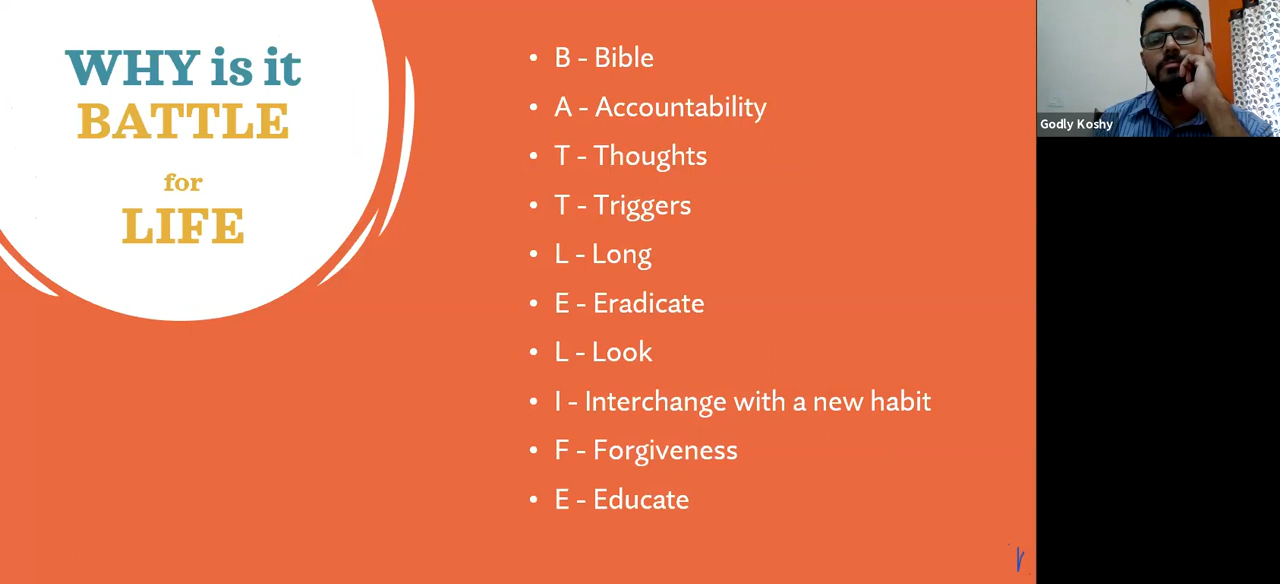 WHY is it
BATTLE
for
LIFE
• B - Bible
• A - Accountability
• T - Thoughts
• T - Triggers
• L - Long
• E - Eradicate
• L - Look
• I - Interchange with a new habit
• F - Forgiveness
• E - Educate
Godly Koshy